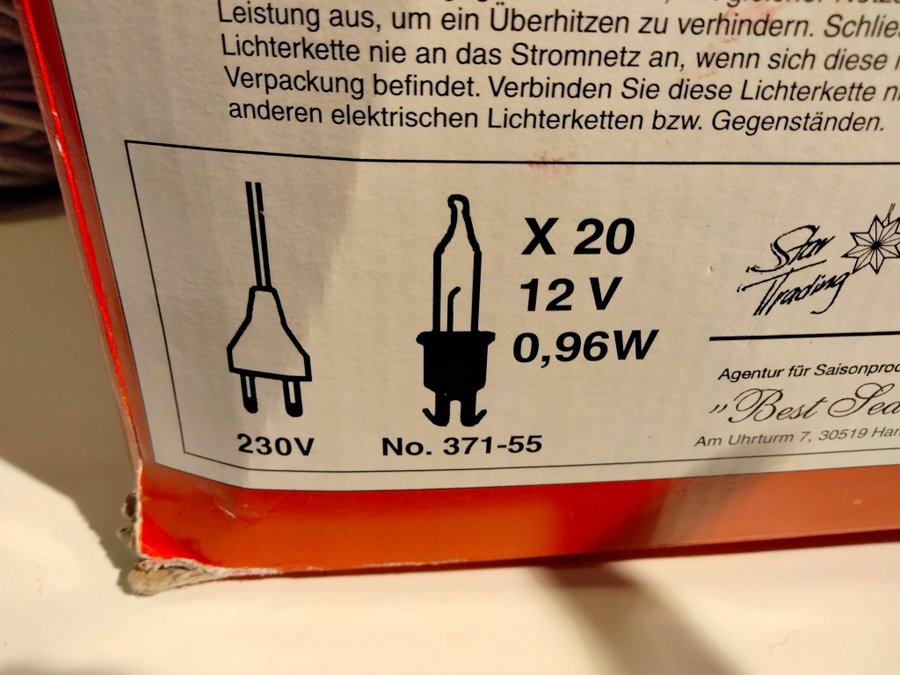 Leistung aus, um ein Überhitzen zu verhindern. Schlie
Lichterkette nie an das Stromnetz an, wenn sich diese
Verpackung befindet. Verbinden Sie diese Lichterkette
anderen elektrischen Lichterketten bzw. Gegenständen.
X 20
12 V
0,96W
230V
No. 371-55
Star
Trading
Agentur für Saisonprod
"Best Sea
Am Uhrturm 7, 30519 Han